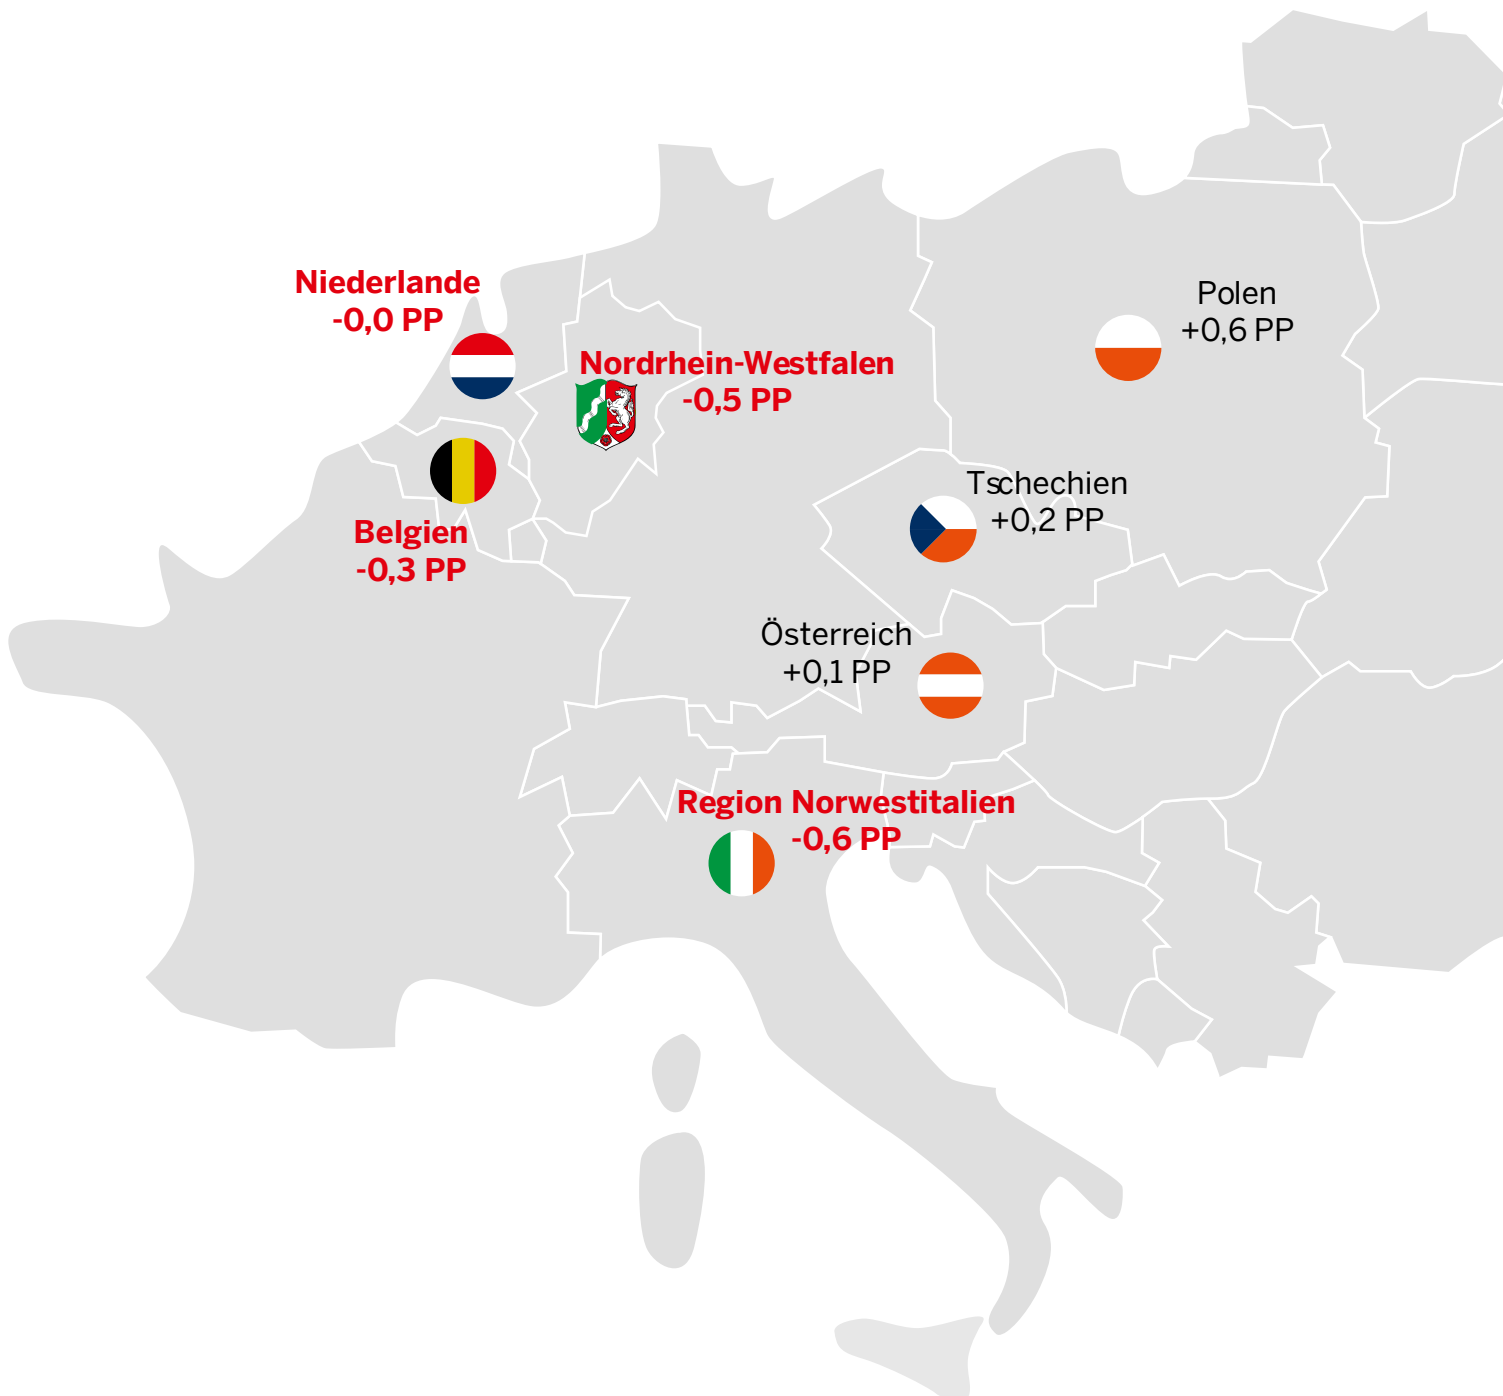 Niederlande
-0,0 PP
Polen
+0,6 PP
Nordrhein-Westfalen
-0,5 PP
Tschechien
+0,2 PP
Belgien
-0,3 PP
Österreich
+0,1 PP
Region Norwestitalien
-0,6 PP